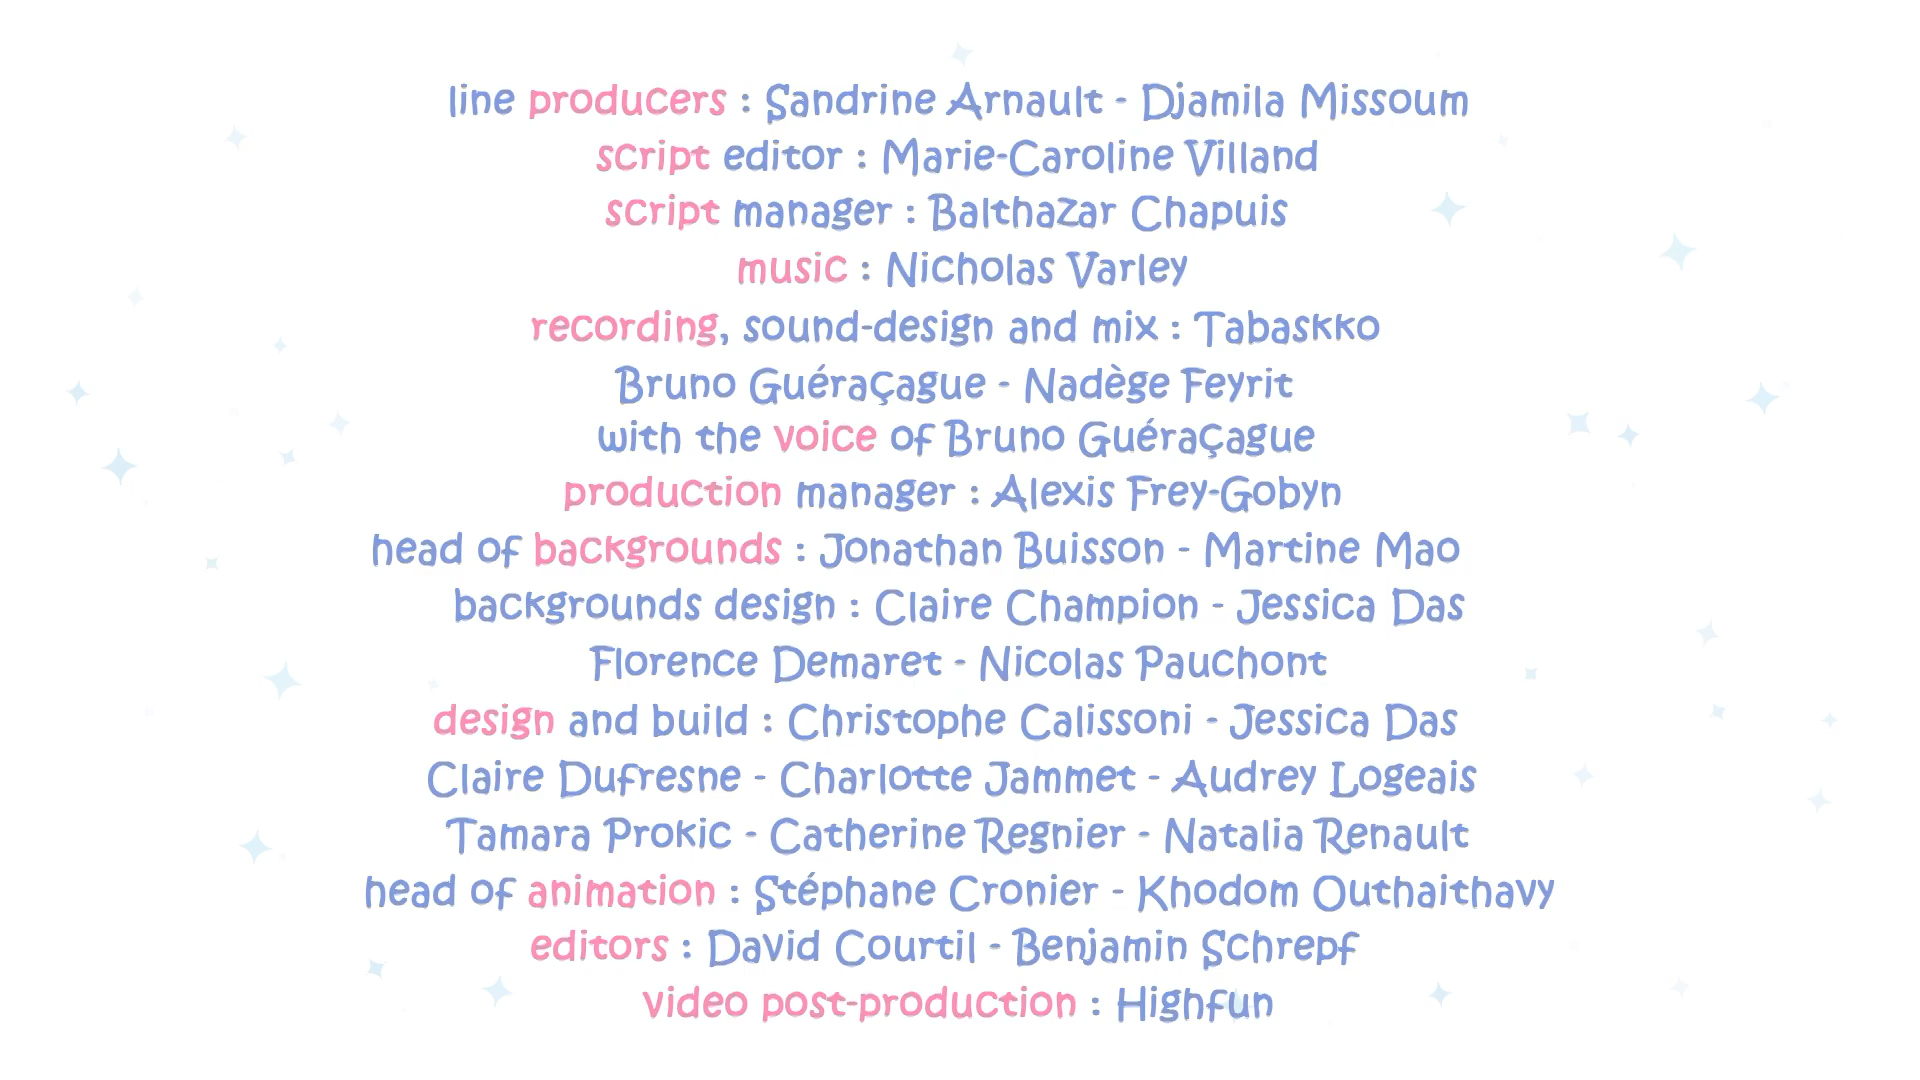 line producers : Sandrine Arnault - Djamila Missoum
script editor : Marie-Caroline Villand
script manager : Balthazar Chapuis
music : Nicholas Varley
recording, sound-design and mix : Tabaskko
Bruno Guéraçague - Nadège Feyrit
with the voice of Bruno Guéraçague
production manager : Alexis Frey-Gobyn
head of backgrounds : Jonathan Buisson - Martine Mao
backgrounds design : Claire Champion - Jessica Das
Florence Demaret - Nicolas Pauchont
design and build : Christophe Calissoni - Jessica Das
Claire Dufresne - Charlotte Jammet - Audrey Logeais
Tamara Prokic - Catherine Regnier - Natalia Renault
head of animation : Stéphane Cronier - Khodom Outhaithavy
editors : David Courtil - Benjamin Schrepf
video post-production : Highfun